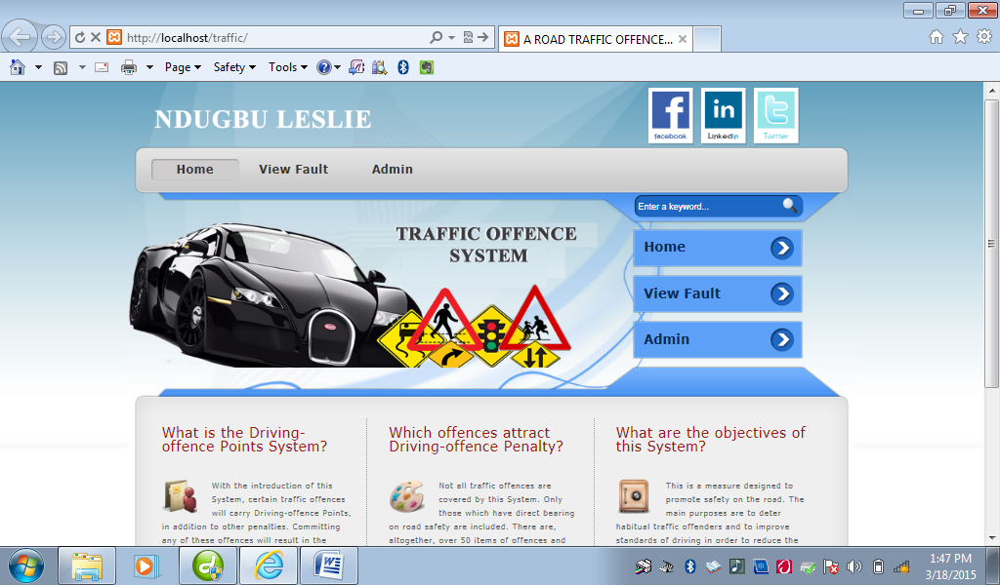 http://localhost/traffic/
A ROAD TRAFFIC OFFENCE...
Page Safety Tools
NDUGBU LESLIE
facebook
LinkedIn
Twitter
Home View Fault Admin
Enter a keyword...
TRAFFIC OFFENCE
SYSTEM
Home
View Fault
Admin
What is the Driving-
offence Points System?
With the introduction of this
System, certain traffic offences
will carry Driving-offence Points,
in addition to other penalties. Committing
any of these offences will result in the
Which offences attract
Driving-offence Penalty?
Not all traffic offences are
covered by this System. Only
those which have direct bearing
on road safety are included. There are,
altogether, over 50 items of offences and
What are the objectives of
this System?
This is a measure designed to
promote safety on the road. The
main purposes are to deter
habitual traffic offenders and to improve
standards of driving in order to reduce the
1:47 PM
3/18/2015